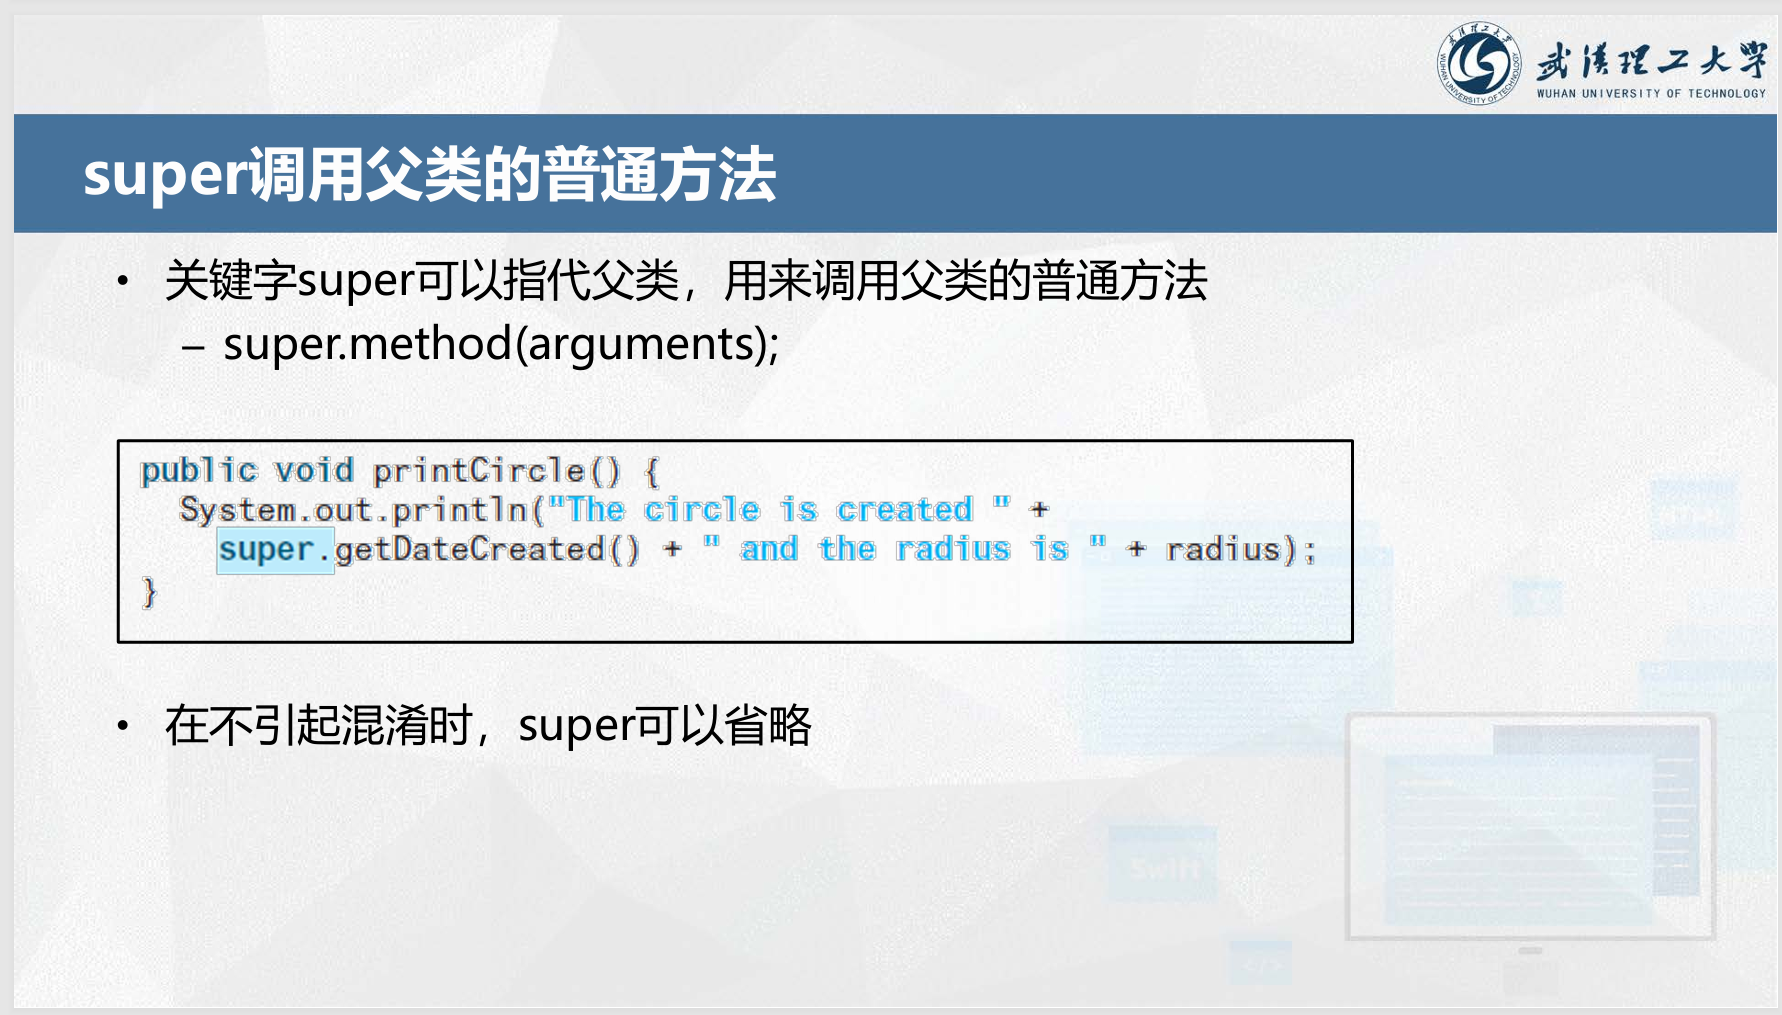 武汉理工大学
WUHAN UNIVERSITY OF TECHNOLOGY
super调用父类的普通方法
• 关键字super可以指代父类，用来调用父类的普通方法
– super.method(arguments);
public void printCircle() {
System.out.println("The circle is created " +
super.getDateCreated() + " and the radius is " + radius);
}
• 在不引起混淆时，super可以省略
Swift
</>